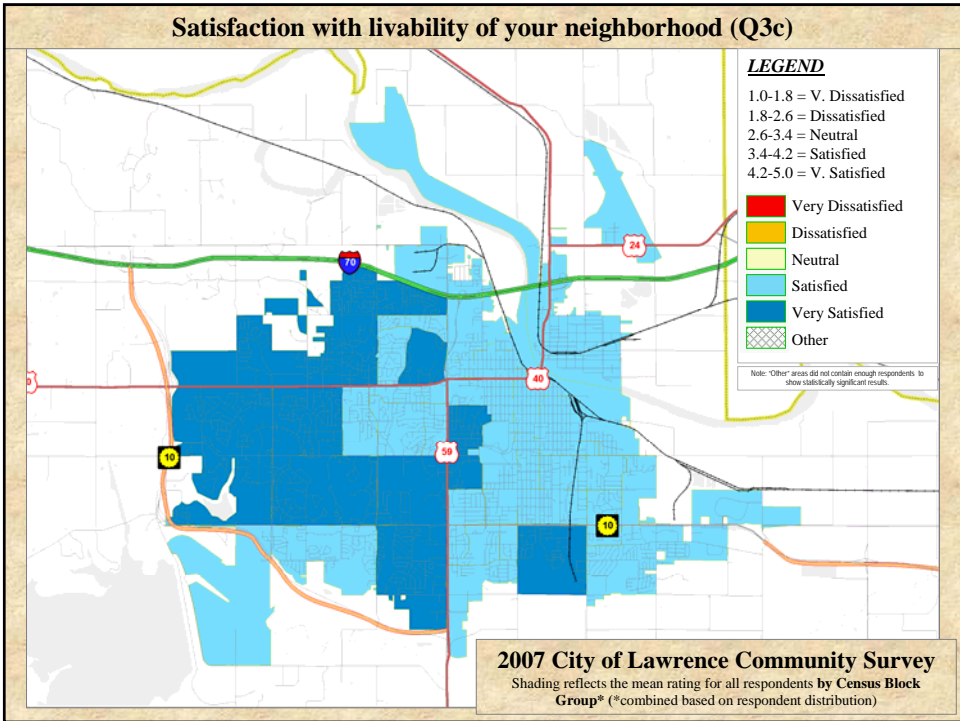 Satisfaction with livability of your neighborhood (Q3c)
LEGEND
1.0-1.8 = V. Dissatisfied
1.8-2.6 = Dissatisfied
2.6-3.4 = Neutral
3.4-4.2 = Satisfied
4.2-5.0 = V. Satisfied
Very Dissatisfied
Dissatisfied
Neutral
Satisfied
Very Satisfied
Other
Note: "Other" areas did not contain enough respondents to
show statistically significant results.
24
70
40
0
59
10
10
2007 City of Lawrence Community Survey
Shading reflects the mean rating for all respondents by Census Block
Group* (*combined based on respondent distribution)